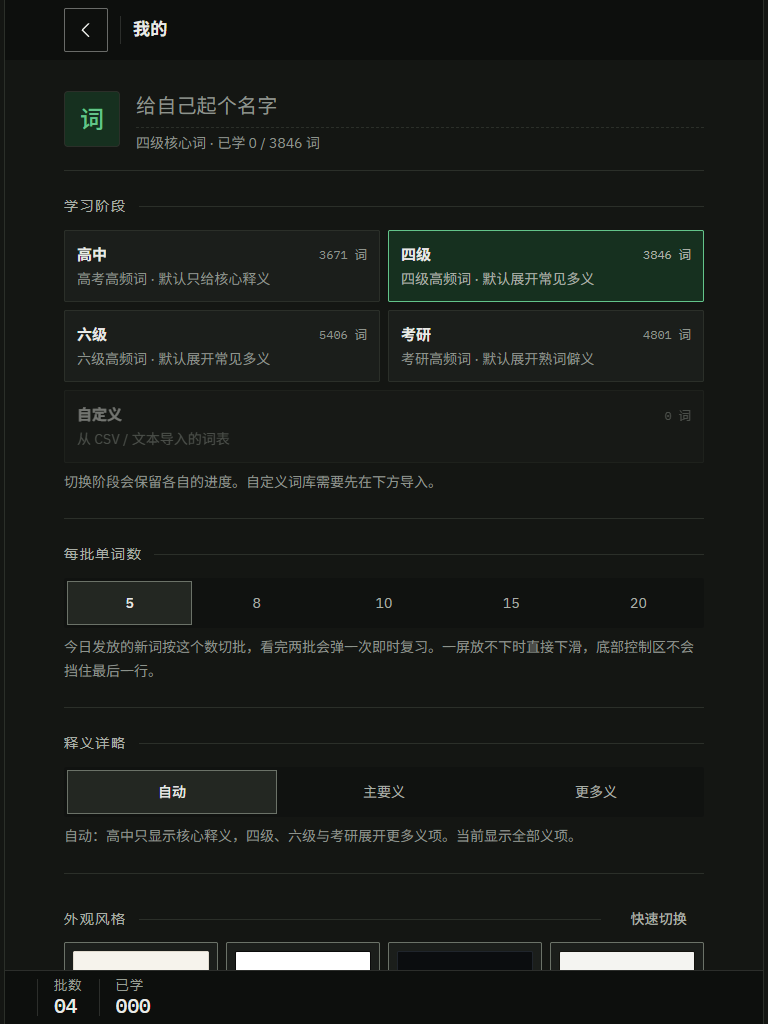 我的
词
给自己起个名字
四级核心词 · 已学 0 / 3846 词
学习阶段
高中 3671 词
高考高频词 · 默认只给核心释义
四级 3846 词
四级高频词 · 默认展开常见多义
六级 5406 词
六级高频词 · 默认展开常见多义
考研 4801 词
考研高频词 · 默认展开熟词僻义
自定义 0 词
从 CSV / 文本导入的词表
切换阶段会保留各自的进度。自定义词库需要先在下方导入。
每批单词数
5 8 10 15 20
今日发放的新词按这个数切批，看完两批会弹一次即时复习。一屏放不下时直接下滑，底部控制区不会
挡住最后一行。
释义详略
自动 主要义 更多义
自动：高中只显示核心释义，四级、六级与考研展开更多义项。当前显示全部义项。
外观风格 快速切换
批数 已学
04 000